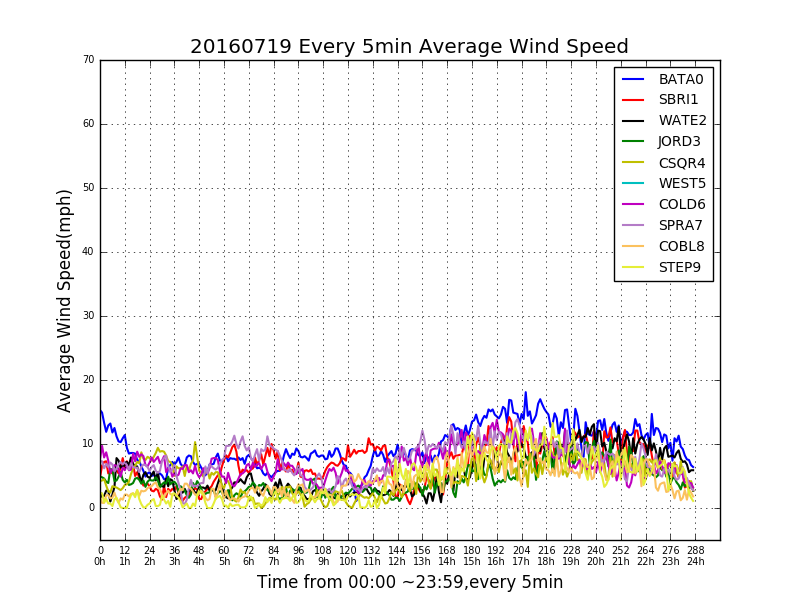 20160719 Every 5min Average Wind Speed
70
60
50
40
30
20
10
0
Average Wind Speed(mph)
BATA0
SBRI1
WATE2
JORD3
CSQR4
WEST5
COLD6
SPRA7
COBL8
STEP9
0 12 24 36 48 60 72 84 96 108 120 132 144 156 168 180 192 204 216 228 240 252 264 276 288
0h 1h 2h 3h 4h 5h 6h 7h 8h 9h 10h 11h 12h 13h 14h 15h 16h 17h 18h 19h 20h 21h 22h 23h 24h
Time from 00:00 ~23:59,every 5min